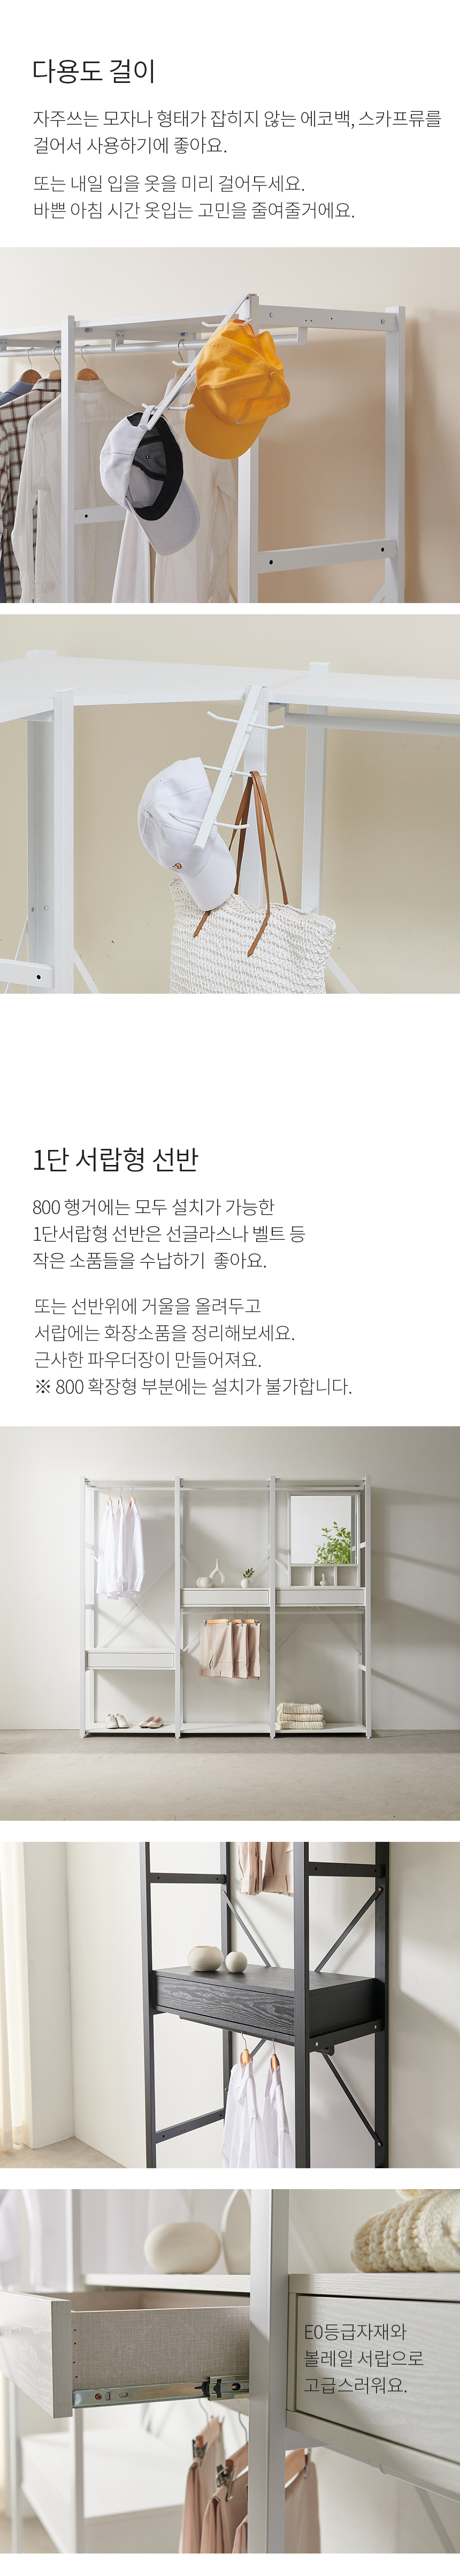 다용도 걸이
자주쓰는 모자나 형태가 잡히지 않는 에코백, 스카프류를
걸어서 사용하기에 좋아요.
또는 내일 입을 옷을 미리 걸어두세요.
바쁜 아침 시간 옷입는 고민을 줄여줄거에요.
1단 서랍형 선반
800 행거에는 모두 설치가 가능한
1단서랍형 선반은 선글라스나 벨트 등
작은 소품들을 수납하기 좋아요.
또는 선반위에 거울을 올려두고
서랍에는 화장소품을 정리해보세요.
근사한 파우더장이 만들어져요.
※ 800 확장형 부분에는 설치가 불가합니다.
E0등급자재와
볼레일 서랍으로
고급스러워요.